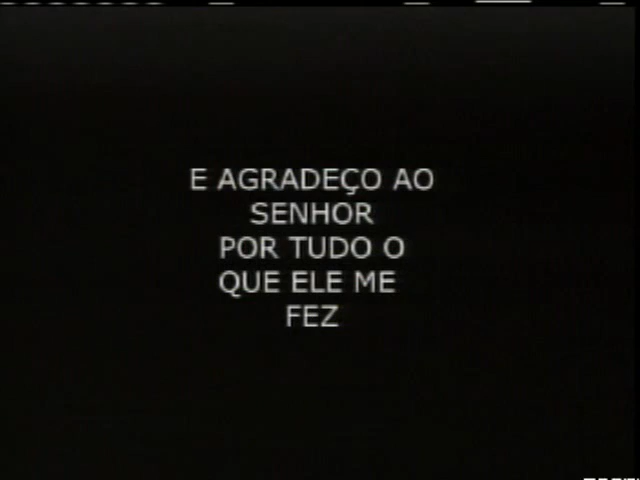 E AGRADEÇO AO
SENHOR
POR TUDO O
QUE ELE ME
FEZ